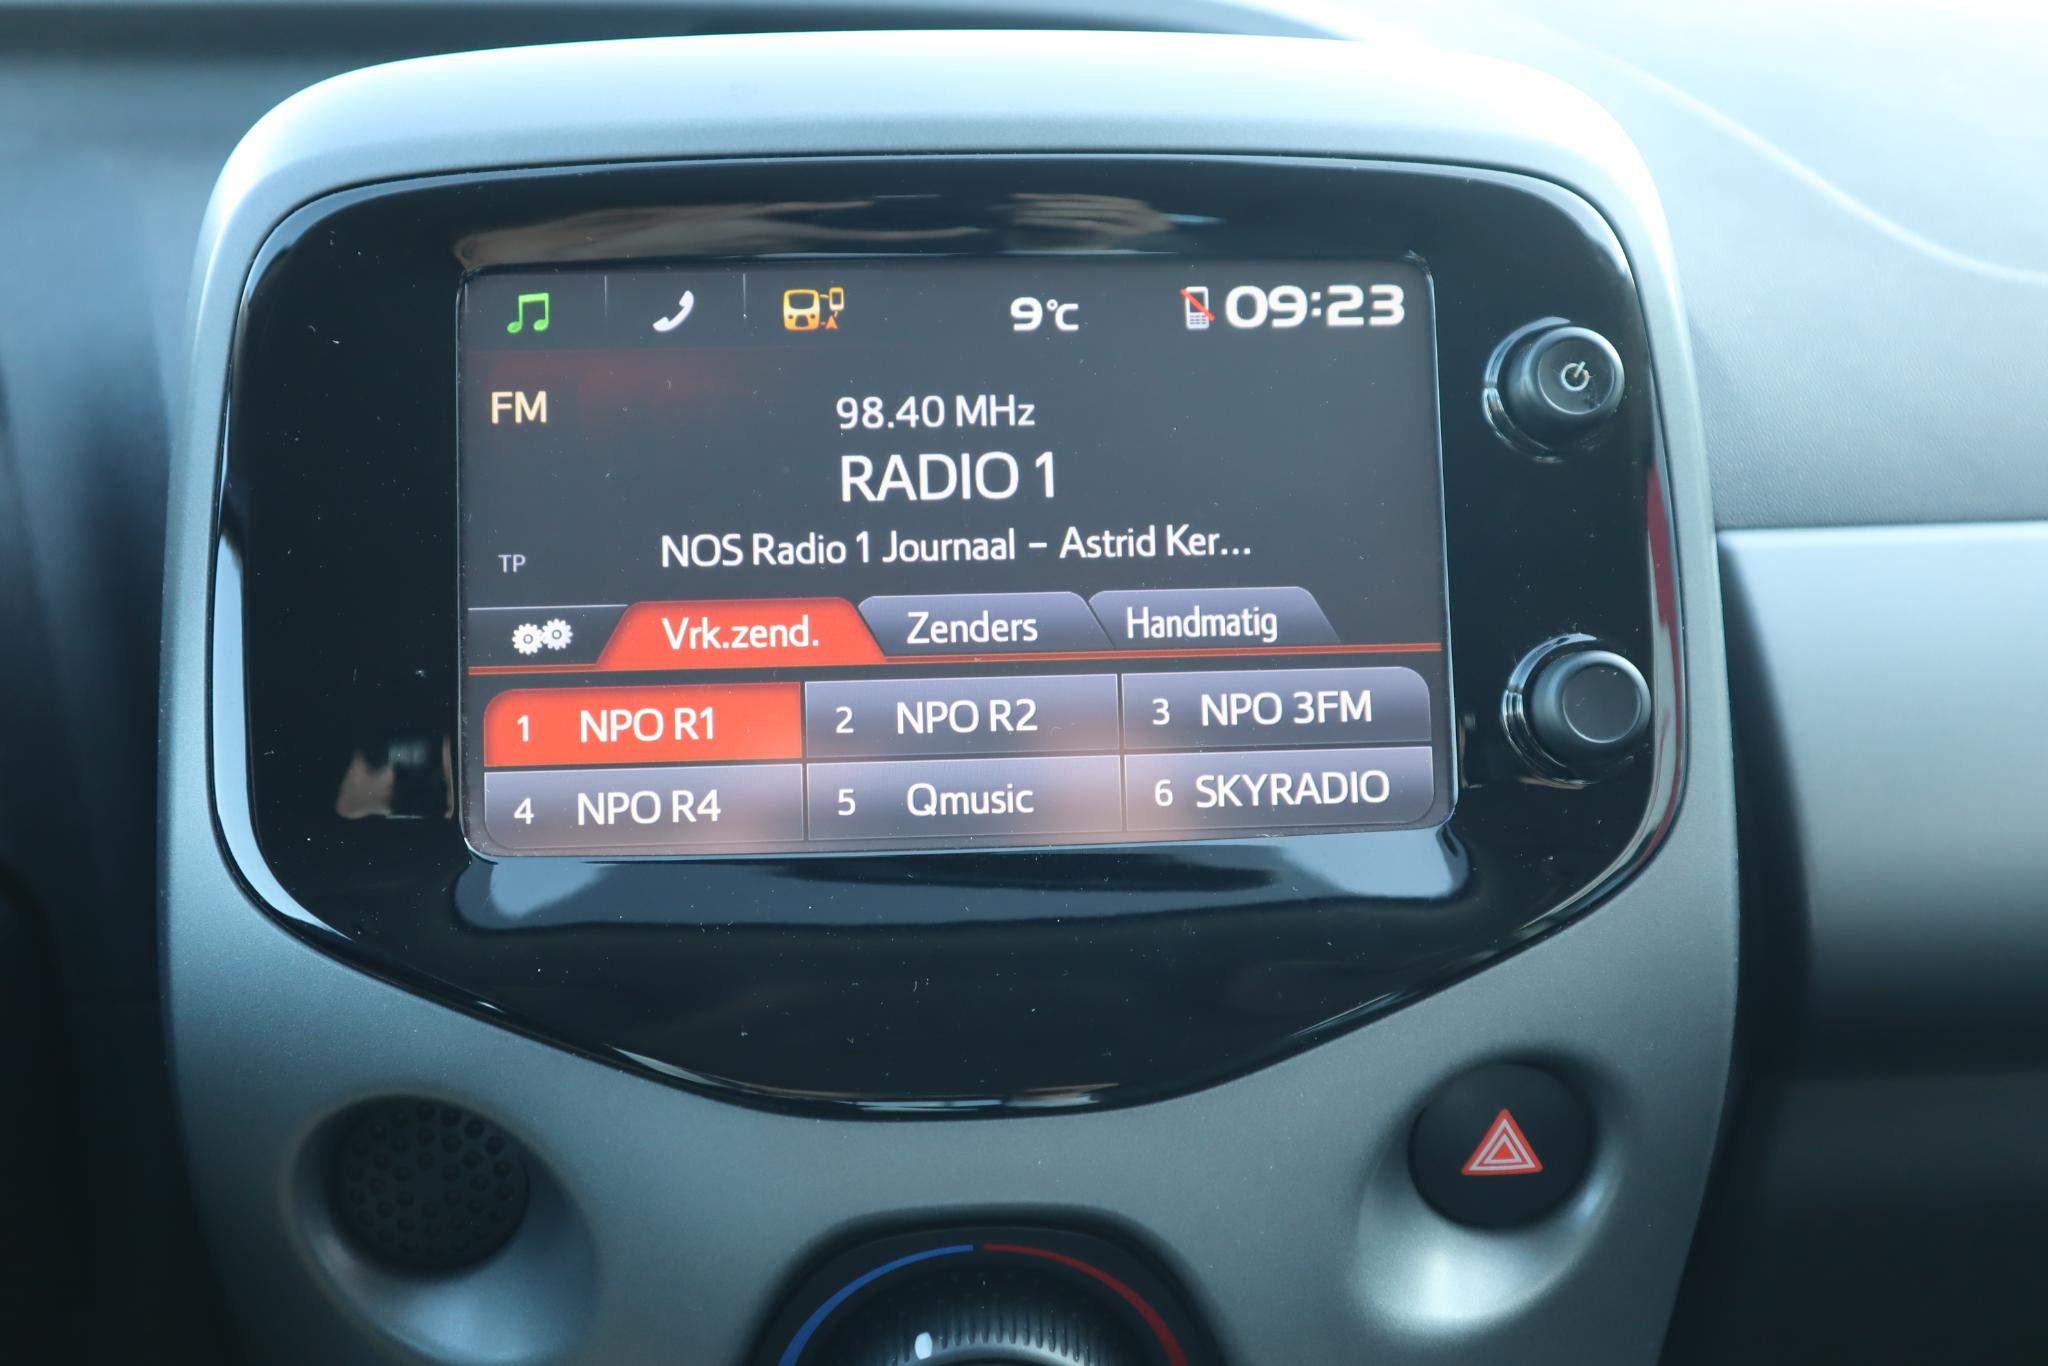 9°C 09:23
FM 98.40 MHz
RADIO 1
TP NOS Radio 1 Journaal – Astrid Ker...
Vrk.zend. Zenders Handmatig
1 NPO R1 2 NPO R2 3 NPO 3FM
4 NPO R4 5 Qmusic 6 SKYRADIO